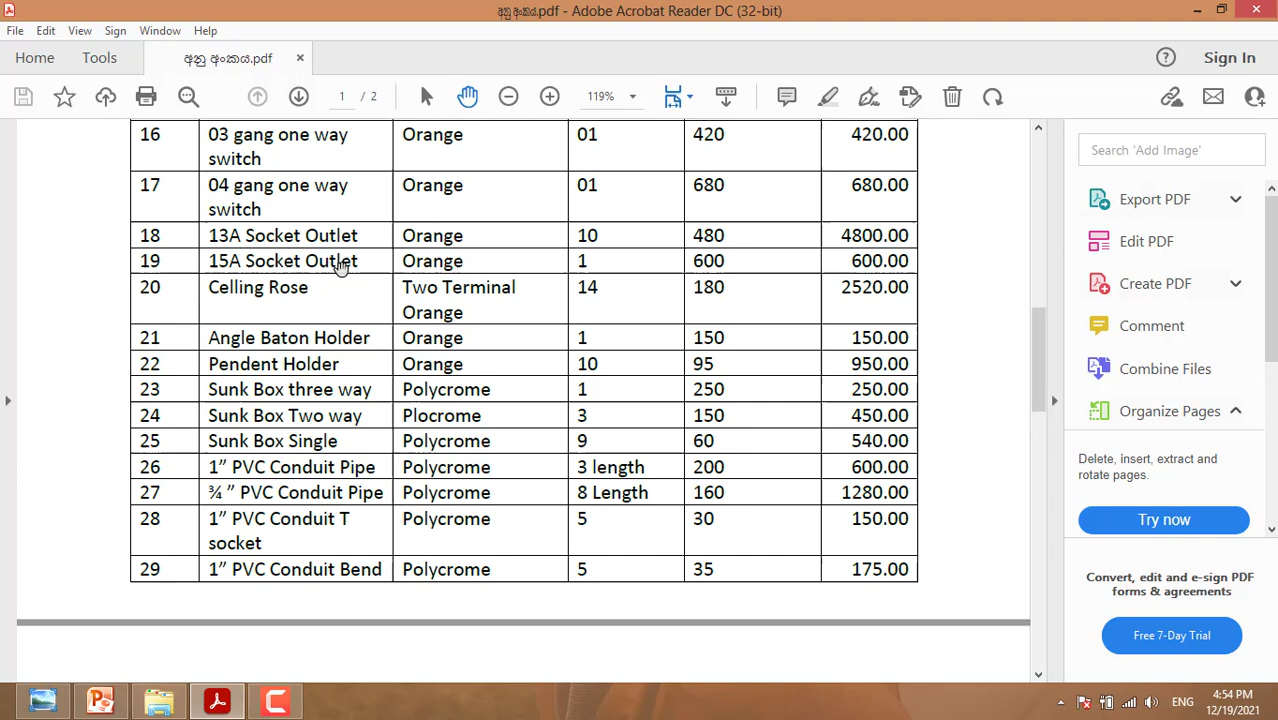 අනු අංකය.pdf - Adobe Acrobat Reader DC (32-bit)
File Edit View Sign Window Help
Home Tools අනු අංකය.pdf × ? Sign In
1 / 2 119%
16 03 gang one way switch Orange 01 420 420.00
17 04 gang one way switch Orange 01 680 680.00
18 13A Socket Outlet Orange 10 480 4800.00
19 15A Socket Outlet Orange 1 600 600.00
20 Celling Rose Two Terminal Orange 14 180 2520.00
21 Angle Baton Holder Orange 1 150 150.00
22 Pendent Holder Orange 10 95 950.00
23 Sunk Box three way Polycrome 1 250 250.00
24 Sunk Box Two way Plocrome 3 150 450.00
25 Sunk Box Single Polycrome 9 60 540.00
26 1” PVC Conduit Pipe Polycrome 3 length 200 600.00
27 ¾ ” PVC Conduit Pipe Polycrome 8 Length 160 1280.00
28 1” PVC Conduit T socket Polycrome 5 30 150.00
29 1” PVC Conduit Bend Polycrome 5 35 175.00
Search 'Add Image'
Export PDF
Edit PDF
Create PDF
Comment
Combine Files
Organize Pages
Delete, insert, extract and
rotate pages.
Try now
Convert, edit and e-sign PDF
forms & agreements
Free 7-Day Trial
ENG
4:54 PM
12/19/2021